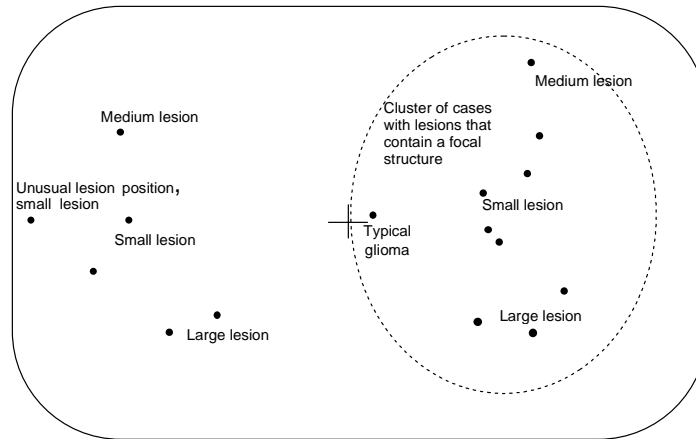 Medium lesion
Unusual lesion position,
small lesion
Small lesion
Large lesion
Cluster of cases
with lesions that
contain a focal
structure
Medium lesion
Small lesion
Typical
glioma
Large lesion